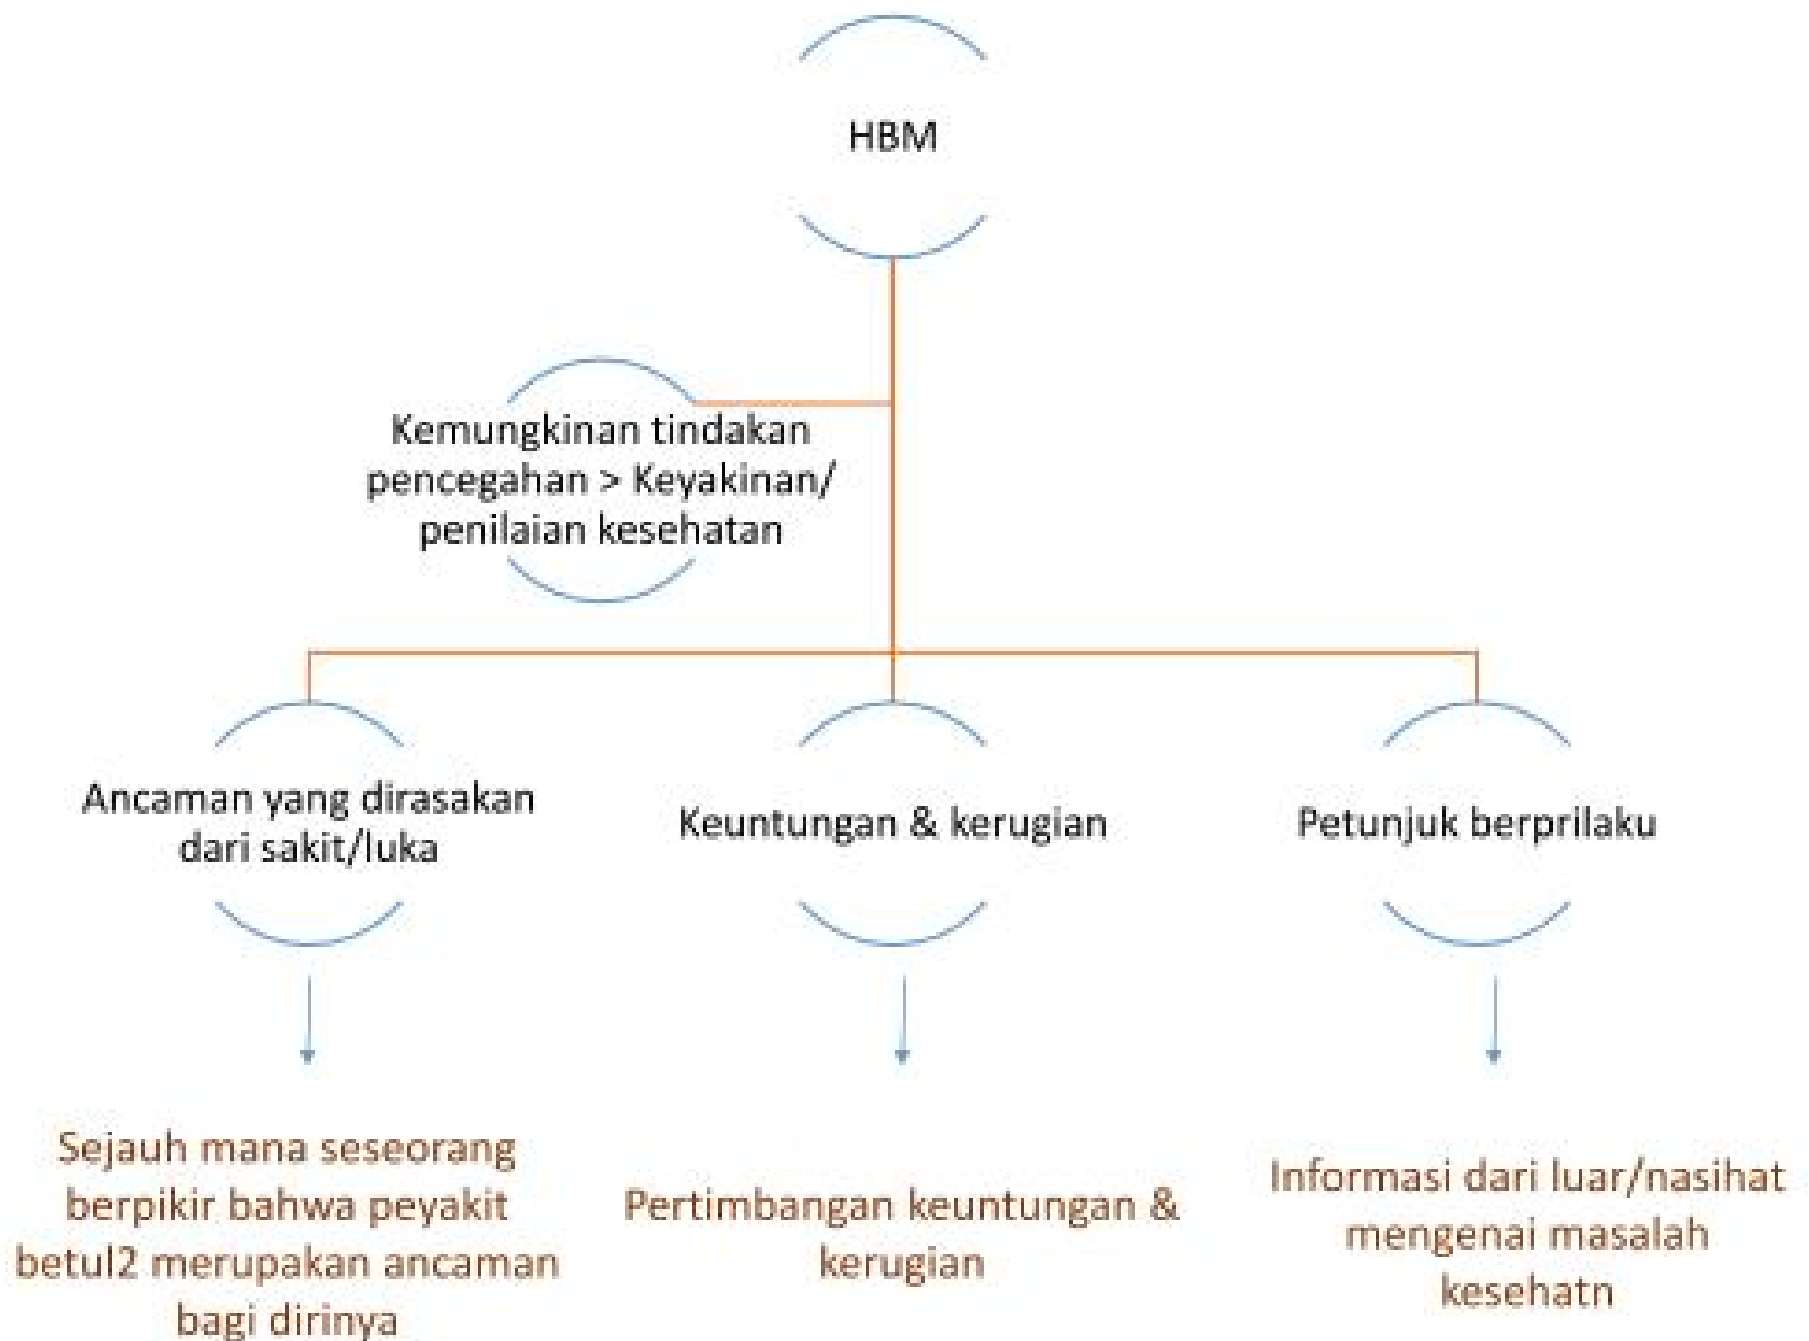 HBM
Kemungkinan tindakan
pencegahan > Keyakinan/
penilaian kesehatan
Ancaman yang dirasakan
dari sakit/luka
Keuntungan & kerugian
Petunjuk berprilaku
Sejauh mana seseorang
berpikir bahwa peyakit
betul2 merupakan ancaman
bagi dirinya
Pertimbangan keuntungan &
kerugian
Informasi dari luar/nasihat
mengenai masalah
kesehatn